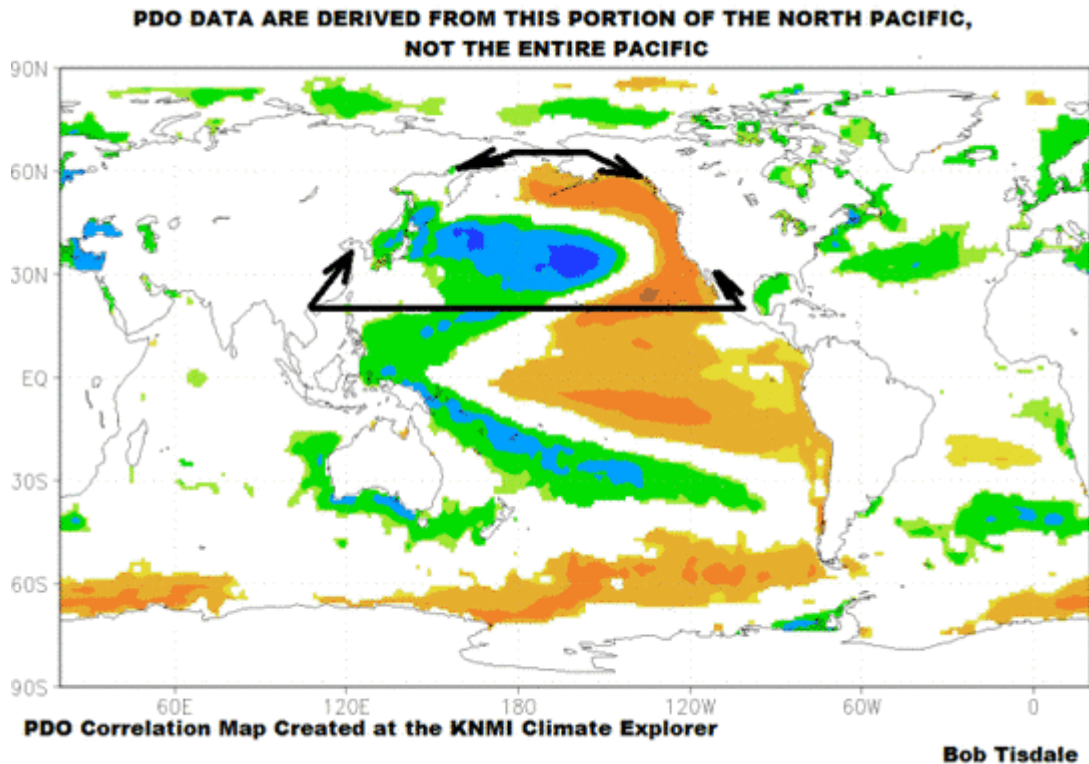 PDO DATA ARE DERIVED FROM THIS PORTION OF THE NORTH PACIFIC,
NOT THE ENTIRE PACIFIC
90N
60N
30N
EQ
30S
60S
90S
60E 120E 180 120W 60W 0
PDO Correlation Map Created at the KNMI Climate Explorer
Bob Tisdale